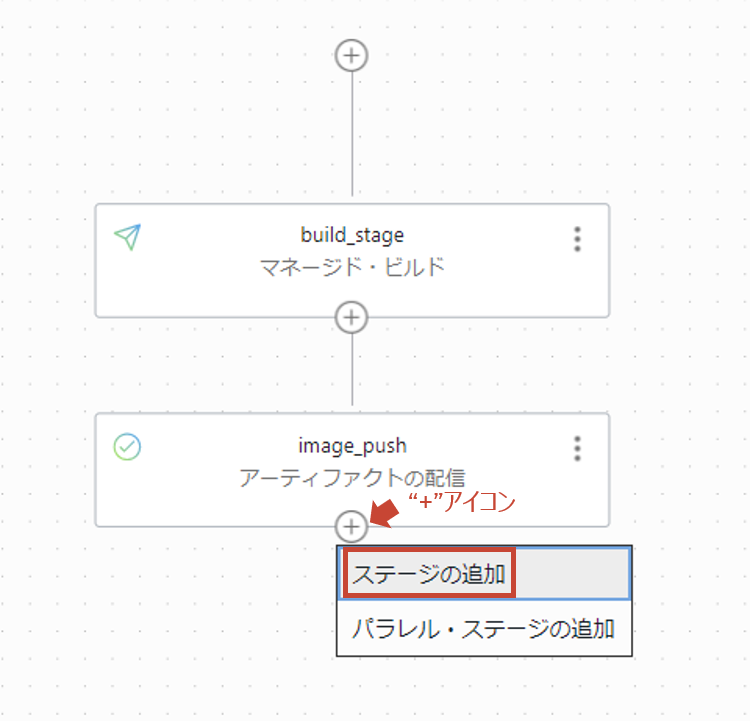 build_stage
マネージド・ビルド
image_push
アーティファクトの配信
“+”アイコン
ステージの追加
パラレル・ステージの追加